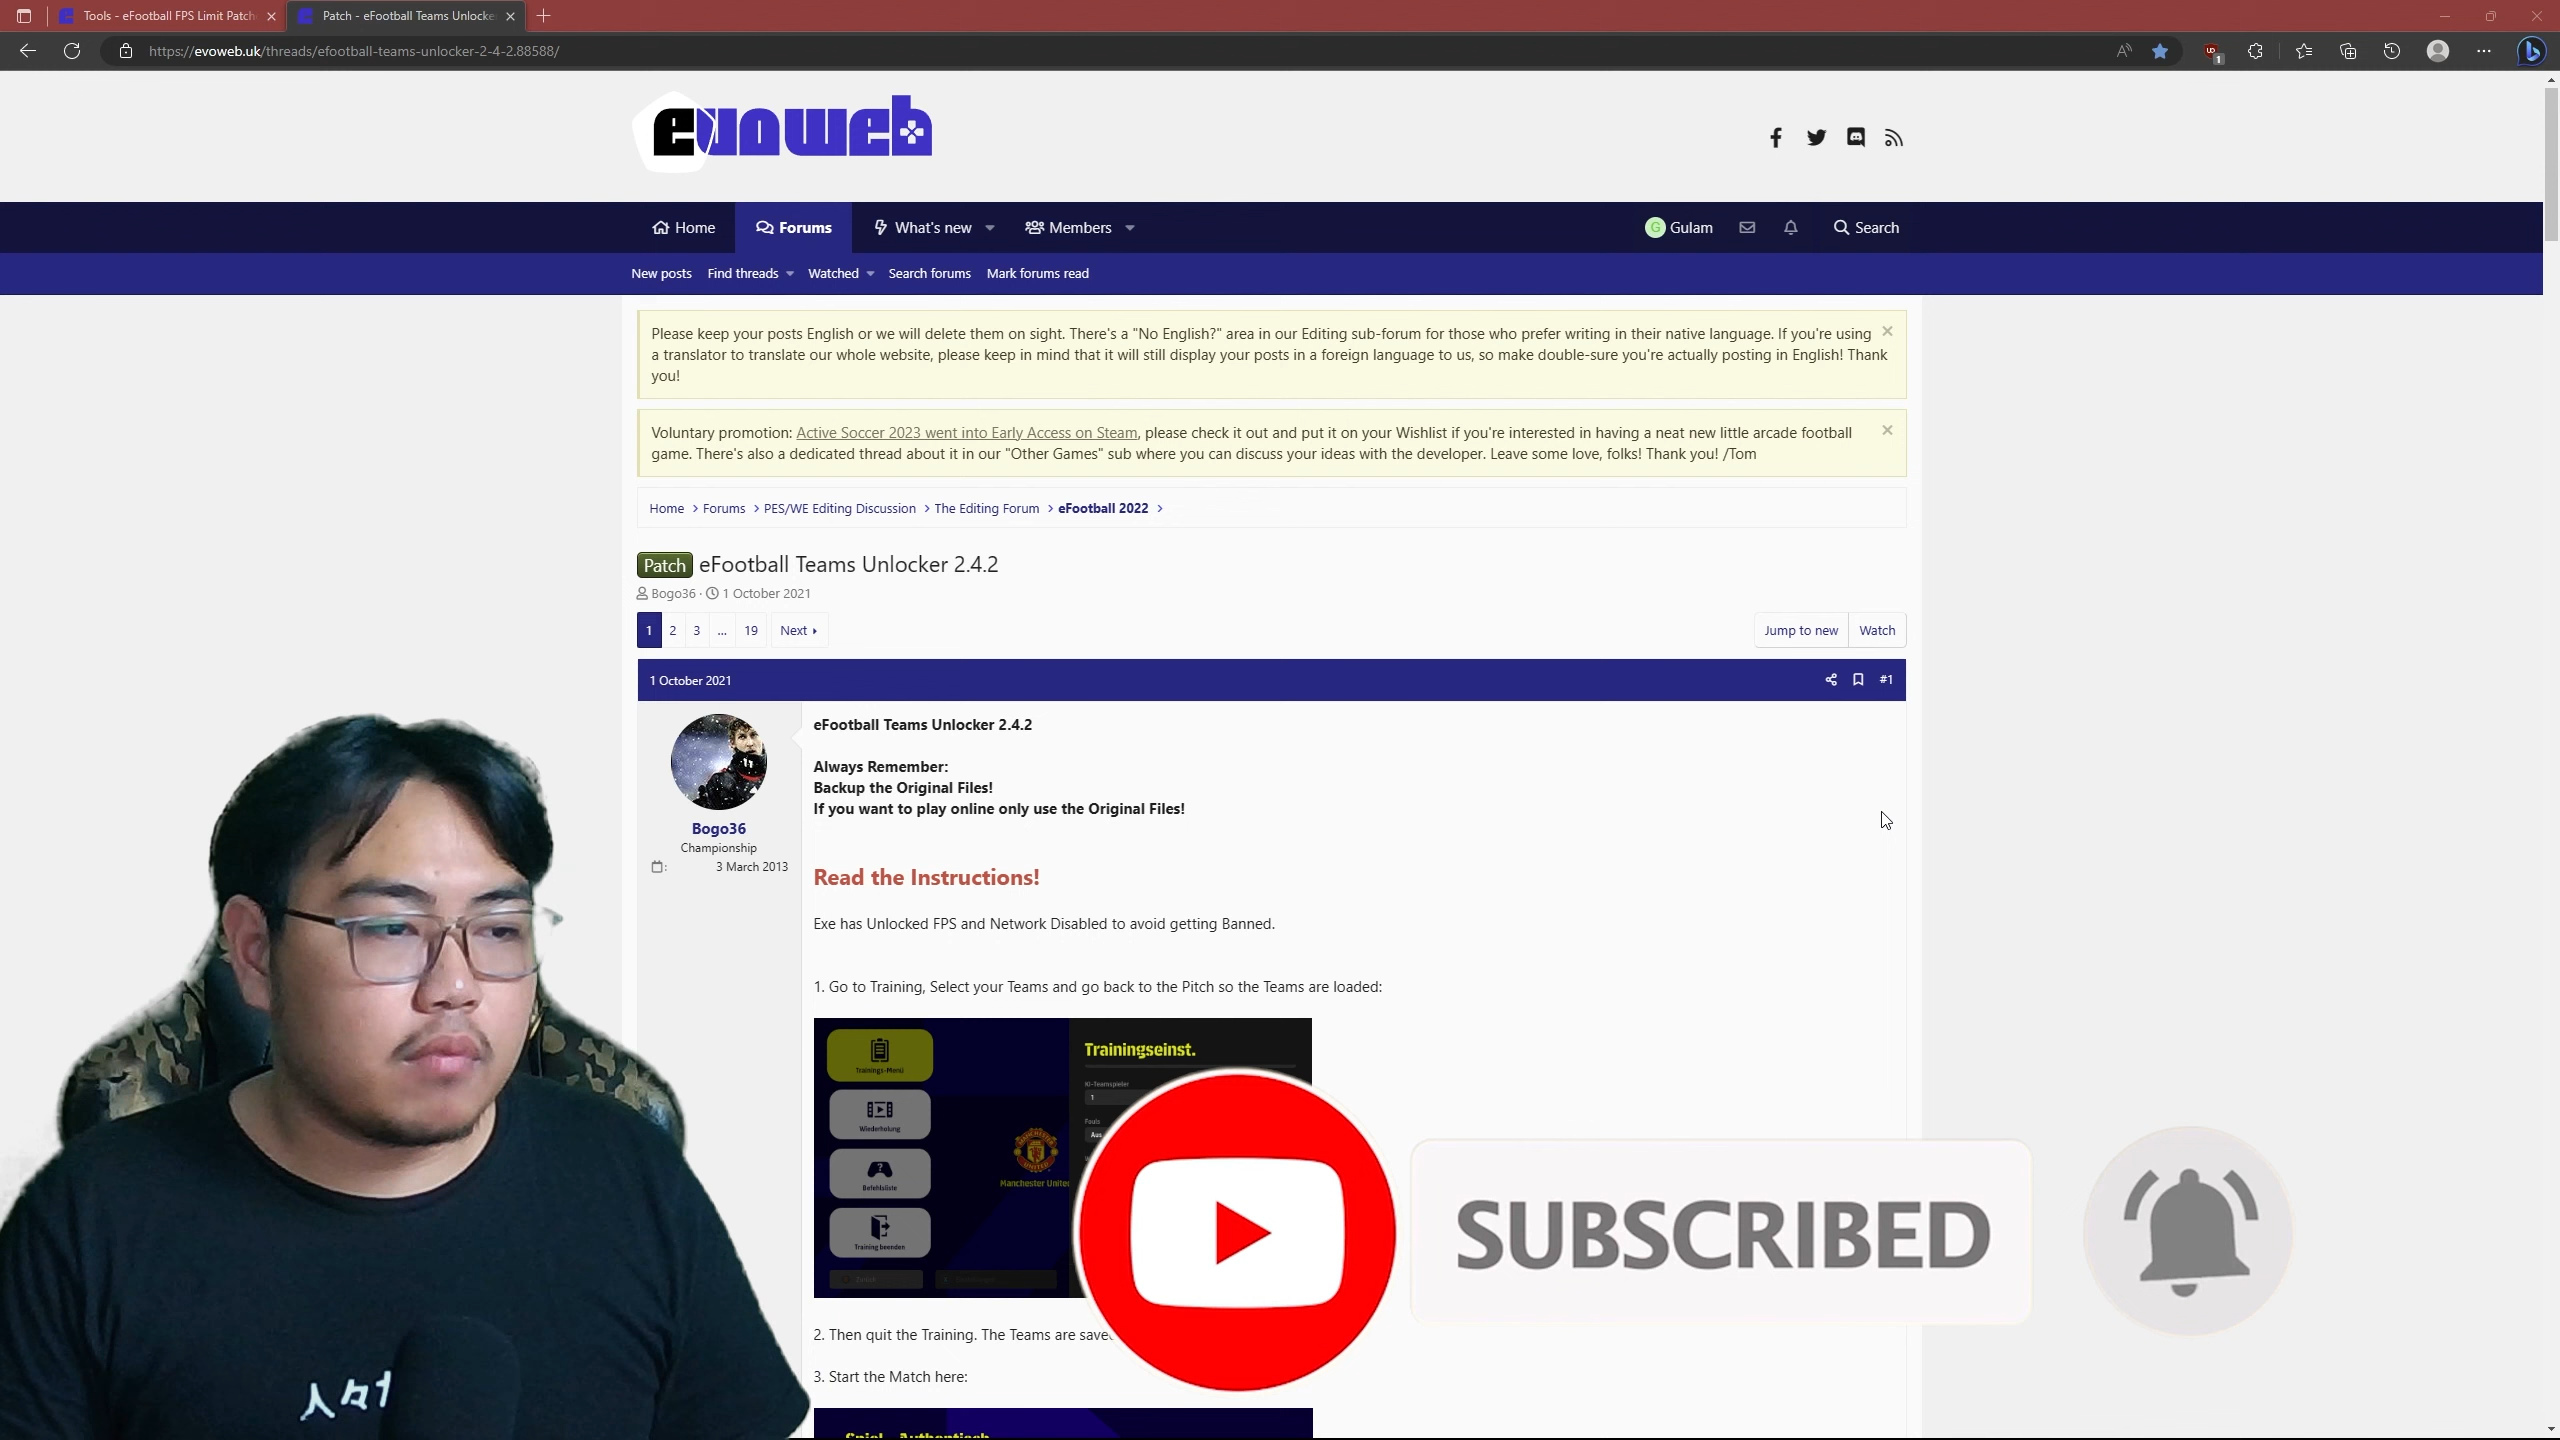 Tools - eFootball FPS Limit Patch
Patch - eFootball Teams Unlocke
https://evoweb.uk/threads/efootball-teams-unlocker-2-4-2.88588/
evoweb
Home
Forums
What's new
Members
G Gulam
Search
New posts
Find threads
Watched
Search forums
Mark forums read
Please keep your posts English or we will delete them on sight. There's a "No English?" area in our Editing sub-forum for those who prefer writing in their native language. If you're using
a translator to translate our whole website, please keep in mind that it will still display your posts in a foreign language to us, so make double-sure you're actually posting in English! Thank
you!
Voluntary promotion: Active Soccer 2023 went into Early Access on Steam, please check it out and put it on your Wishlist if you're interested in having a neat new little arcade football
game. There's also a dedicated thread about it in our "Other Games" sub where you can discuss your ideas with the developer. Leave some love, folks! Thank you! /Tom
Home > Forums > PES/WE Editing Discussion > The Editing Forum > eFootball 2022 >
Patch eFootball Teams Unlocker 2.4.2
Bogo36 · 1 October 2021
1 2 3 ... 19 Next
Jump to new
Watch
1 October 2021
#1
Bogo36
Championship
3 March 2013
eFootball Teams Unlocker 2.4.2
Always Remember:
Backup the Original Files!
If you want to play online only use the Original Files!
Read the Instructions!
Exe has Unlocked FPS and Network Disabled to avoid getting Banned.
1. Go to Training, Select your Teams and go back to the Pitch so the Teams are loaded:
Trainings-Menü
Wiederholung
Befehlsliste
Training beenden
Manchester Unite
Trainingseinst.
KI-Teamspieler
1
Fouls
Aus
2. Then quit the Training. The Teams are save
3. Start the Match here:
SUBSCRIBED